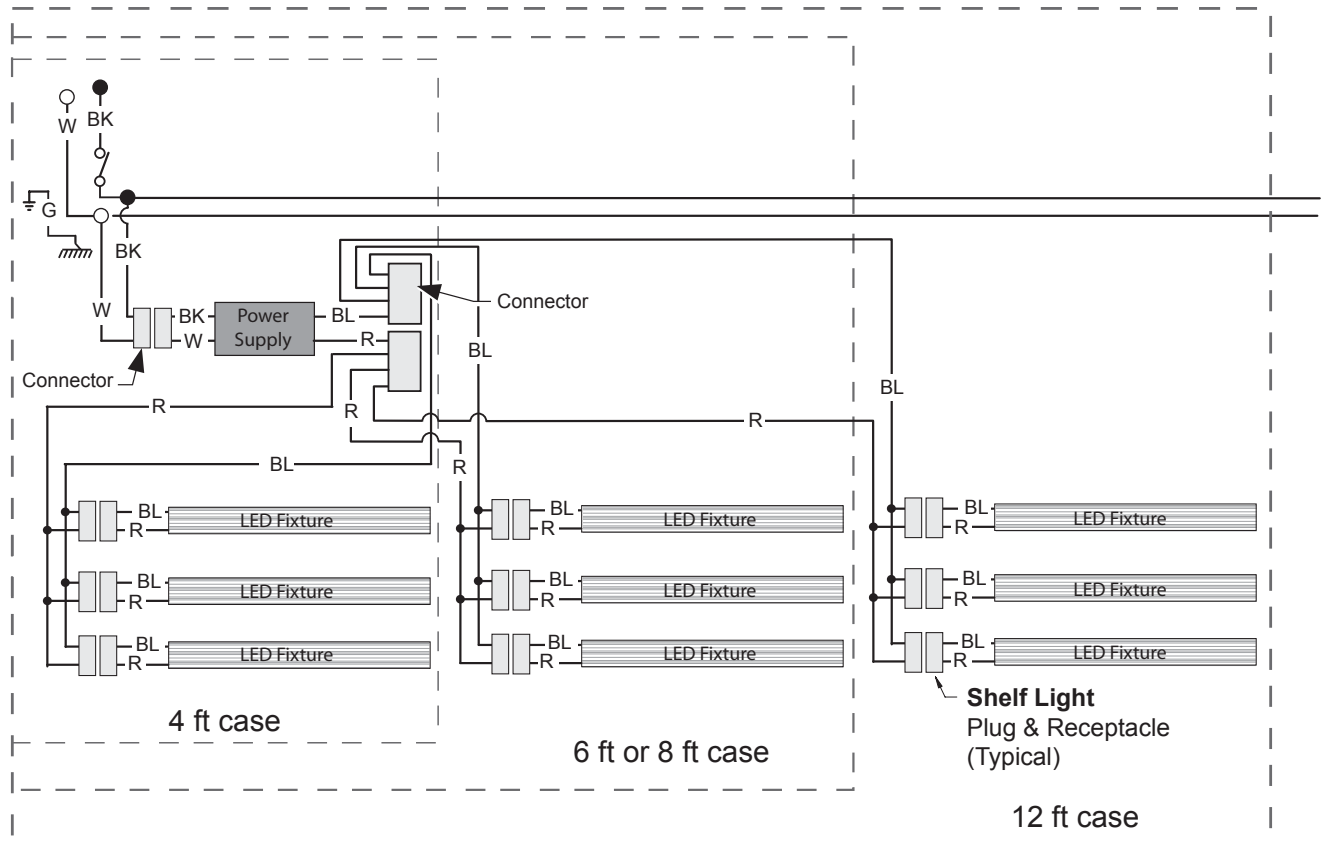 W
BK
G
BK
W
BK
Power
Supply
BL
W
R
Connector
Connector
BL
BL
R
R
R
BL
R
BL
R
LED Fixture
BL
R
LED Fixture
BL
R
LED Fixture
BL
R
LED Fixture
BL
R
LED Fixture
BL
R
LED Fixture
BL
R
LED Fixture
BL
R
LED Fixture
BL
R
LED Fixture
4 ft case
6 ft or 8 ft case
Shelf Light
Plug & Receptacle
(Typical)
12 ft case